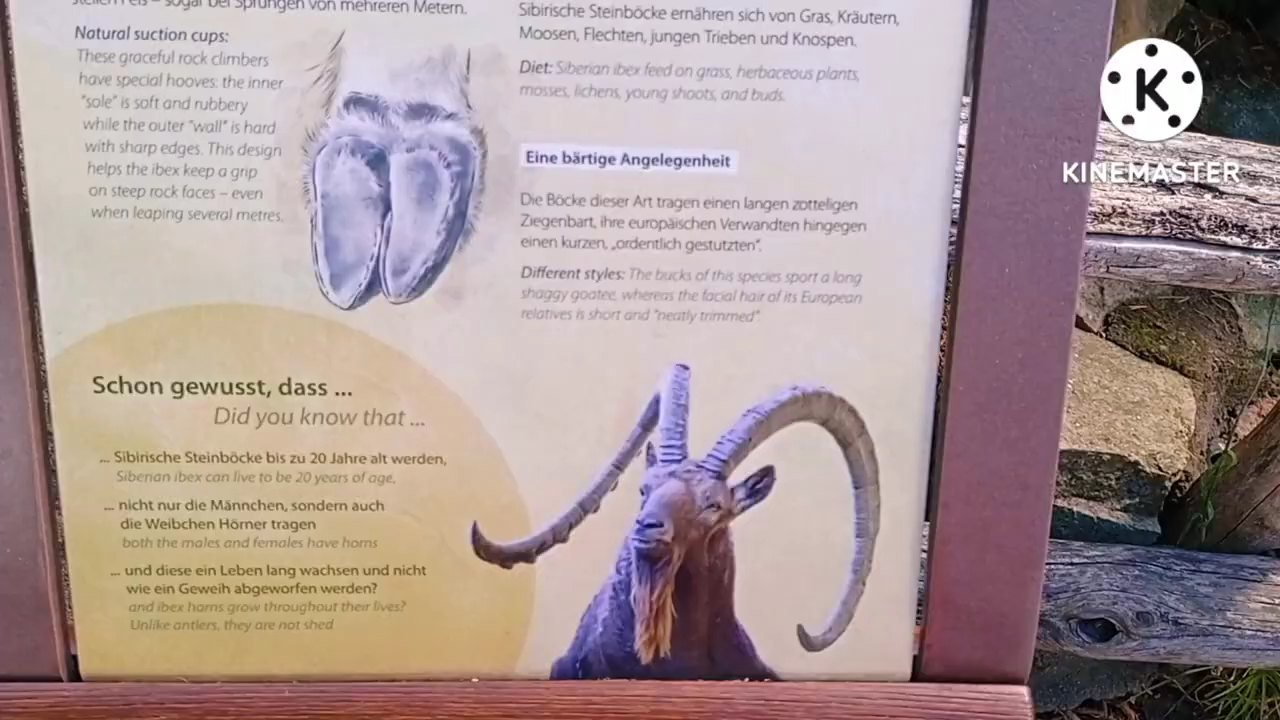 stellen Fels – sogar bei Sprüngen von mehreren Metern.
Natural suction cups:
These graceful rock climbers
have special hooves: the inner
"sole" is soft and rubbery
while the outer "wall" is hard
with sharp edges. This design
helps the ibex keep a grip
on steep rock faces – even
when leaping several metres.
Schon gewusst, dass ...
Did you know that ...
... Sibirische Steinböcke bis zu 20 Jahre alt werden,
Siberian ibex can live to be 20 years of age,
... nicht nur die Männchen, sondern auch
die Weibchen Hörner tragen
both the males and females have horns
... und diese ein Leben lang wachsen und nicht
wie ein Geweih abgeworfen werden?
and ibex horns grow throughout their lives?
Unlike antlers, they are not shed
Sibirische Steinböcke ernähren sich von Gras, Kräutern,
Moosen, Flechten, jungen Trieben und Knospen.
Diet: Siberian ibex feed on grass, herbaceous plants,
mosses, lichens, young shoots, and buds.
Eine bärtige Angelegenheit
Die Böcke dieser Art tragen einen langen zotteligen
Ziegenbart, ihre europäischen Verwandten hingegen
einen kurzen, „ordentlich gestutzten".
Different styles: The bucks of this species sport a long
shaggy goatee, whereas the facial hair of its European
relatives is short and "neatly trimmed".
K
KINEMASTER